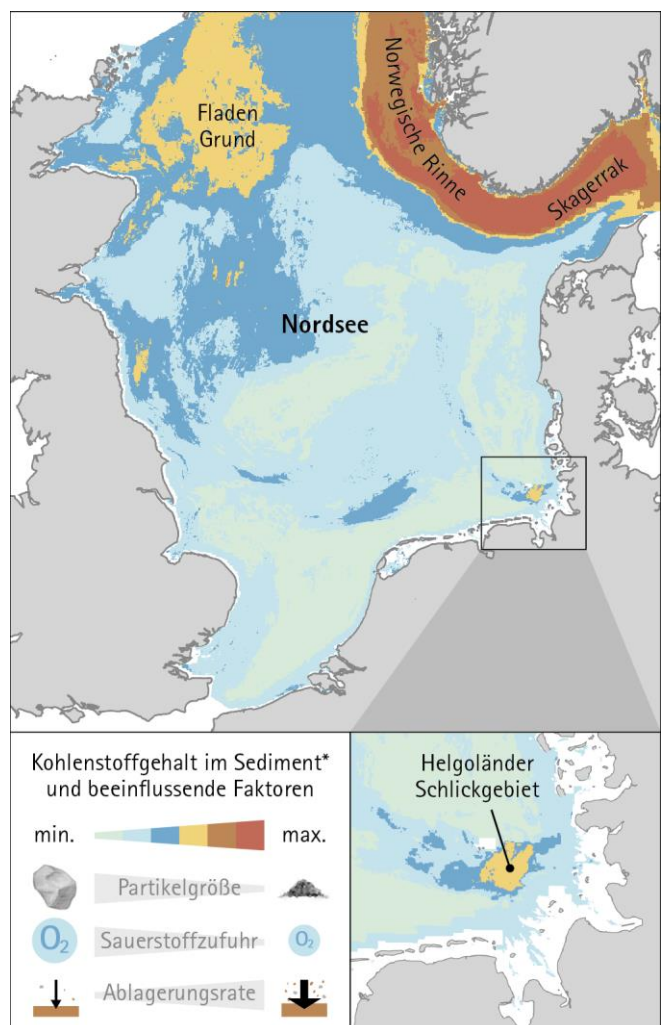 Fladen
Grund
Norwegische Rinne
Skagerrak
Nordsee
Kohlenstoffgehalt im Sediment*
und beeinflussende Faktoren
min.
max.
Partikelgröße
O₂
Sauerstoffzufuhr
O₂
Ablagerungsrate
Helgoländer
Schlickgebiet